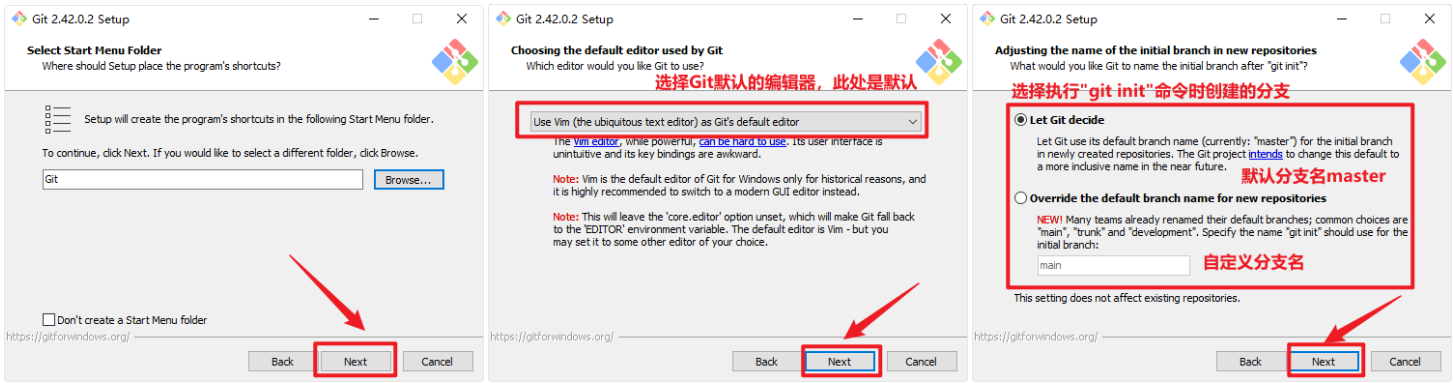 Git 2.42.0.2 Setup
Select Start Menu Folder
Where should Setup place the program's shortcuts?
Setup will create the program's shortcuts in the following Start Menu folder.
To continue, click Next. If you would like to select a different folder, click Browse.
Git
Browse...
Don't create a Start Menu folder
https://gitforwindows.org/
Back
Next
Cancel
Git 2.42.0.2 Setup
Choosing the default editor used by Git
Which editor would you like Git to use?
选择Git默认的编辑器，此处是默认
Use Vim (the ubiquitous text editor) as Git's default editor
The Vim editor, while powerful, can be hard to use. Its user interface is
unintuitive and its key bindings are awkward.
Note: Vim is the default editor of Git for Windows only for historical reasons, and
it is highly recommended to switch to a modern GUI editor instead.
Note: This will leave the 'core.editor' option unset, which will make Git fall back
to the 'EDITOR' environment variable. The default editor is Vim - but you
may set it to some other editor of your choice.
https://gitforwindows.org/
Back
Next
Cancel
Git 2.42.0.2 Setup
Adjusting the name of the initial branch in new repositories
What would you like Git to name the initial branch after "git init"?
选择执行"git init"命令时创建的分支
Let Git decide
Let Git use its default branch name (currently: "master") for the initial branch
in newly created repositories. The Git project intends to change this default to
a more inclusive name in the near future.
默认分支名master
Override the default branch name for new repositories
NEW! Many teams already renamed their default branches; common choices are
"main", "trunk" and "development". Specify the name "git init" should use for the
initial branch:
main
自定义分支名
This setting does not affect existing repositories.
https://gitforwindows.org/
Back
Next
Cancel